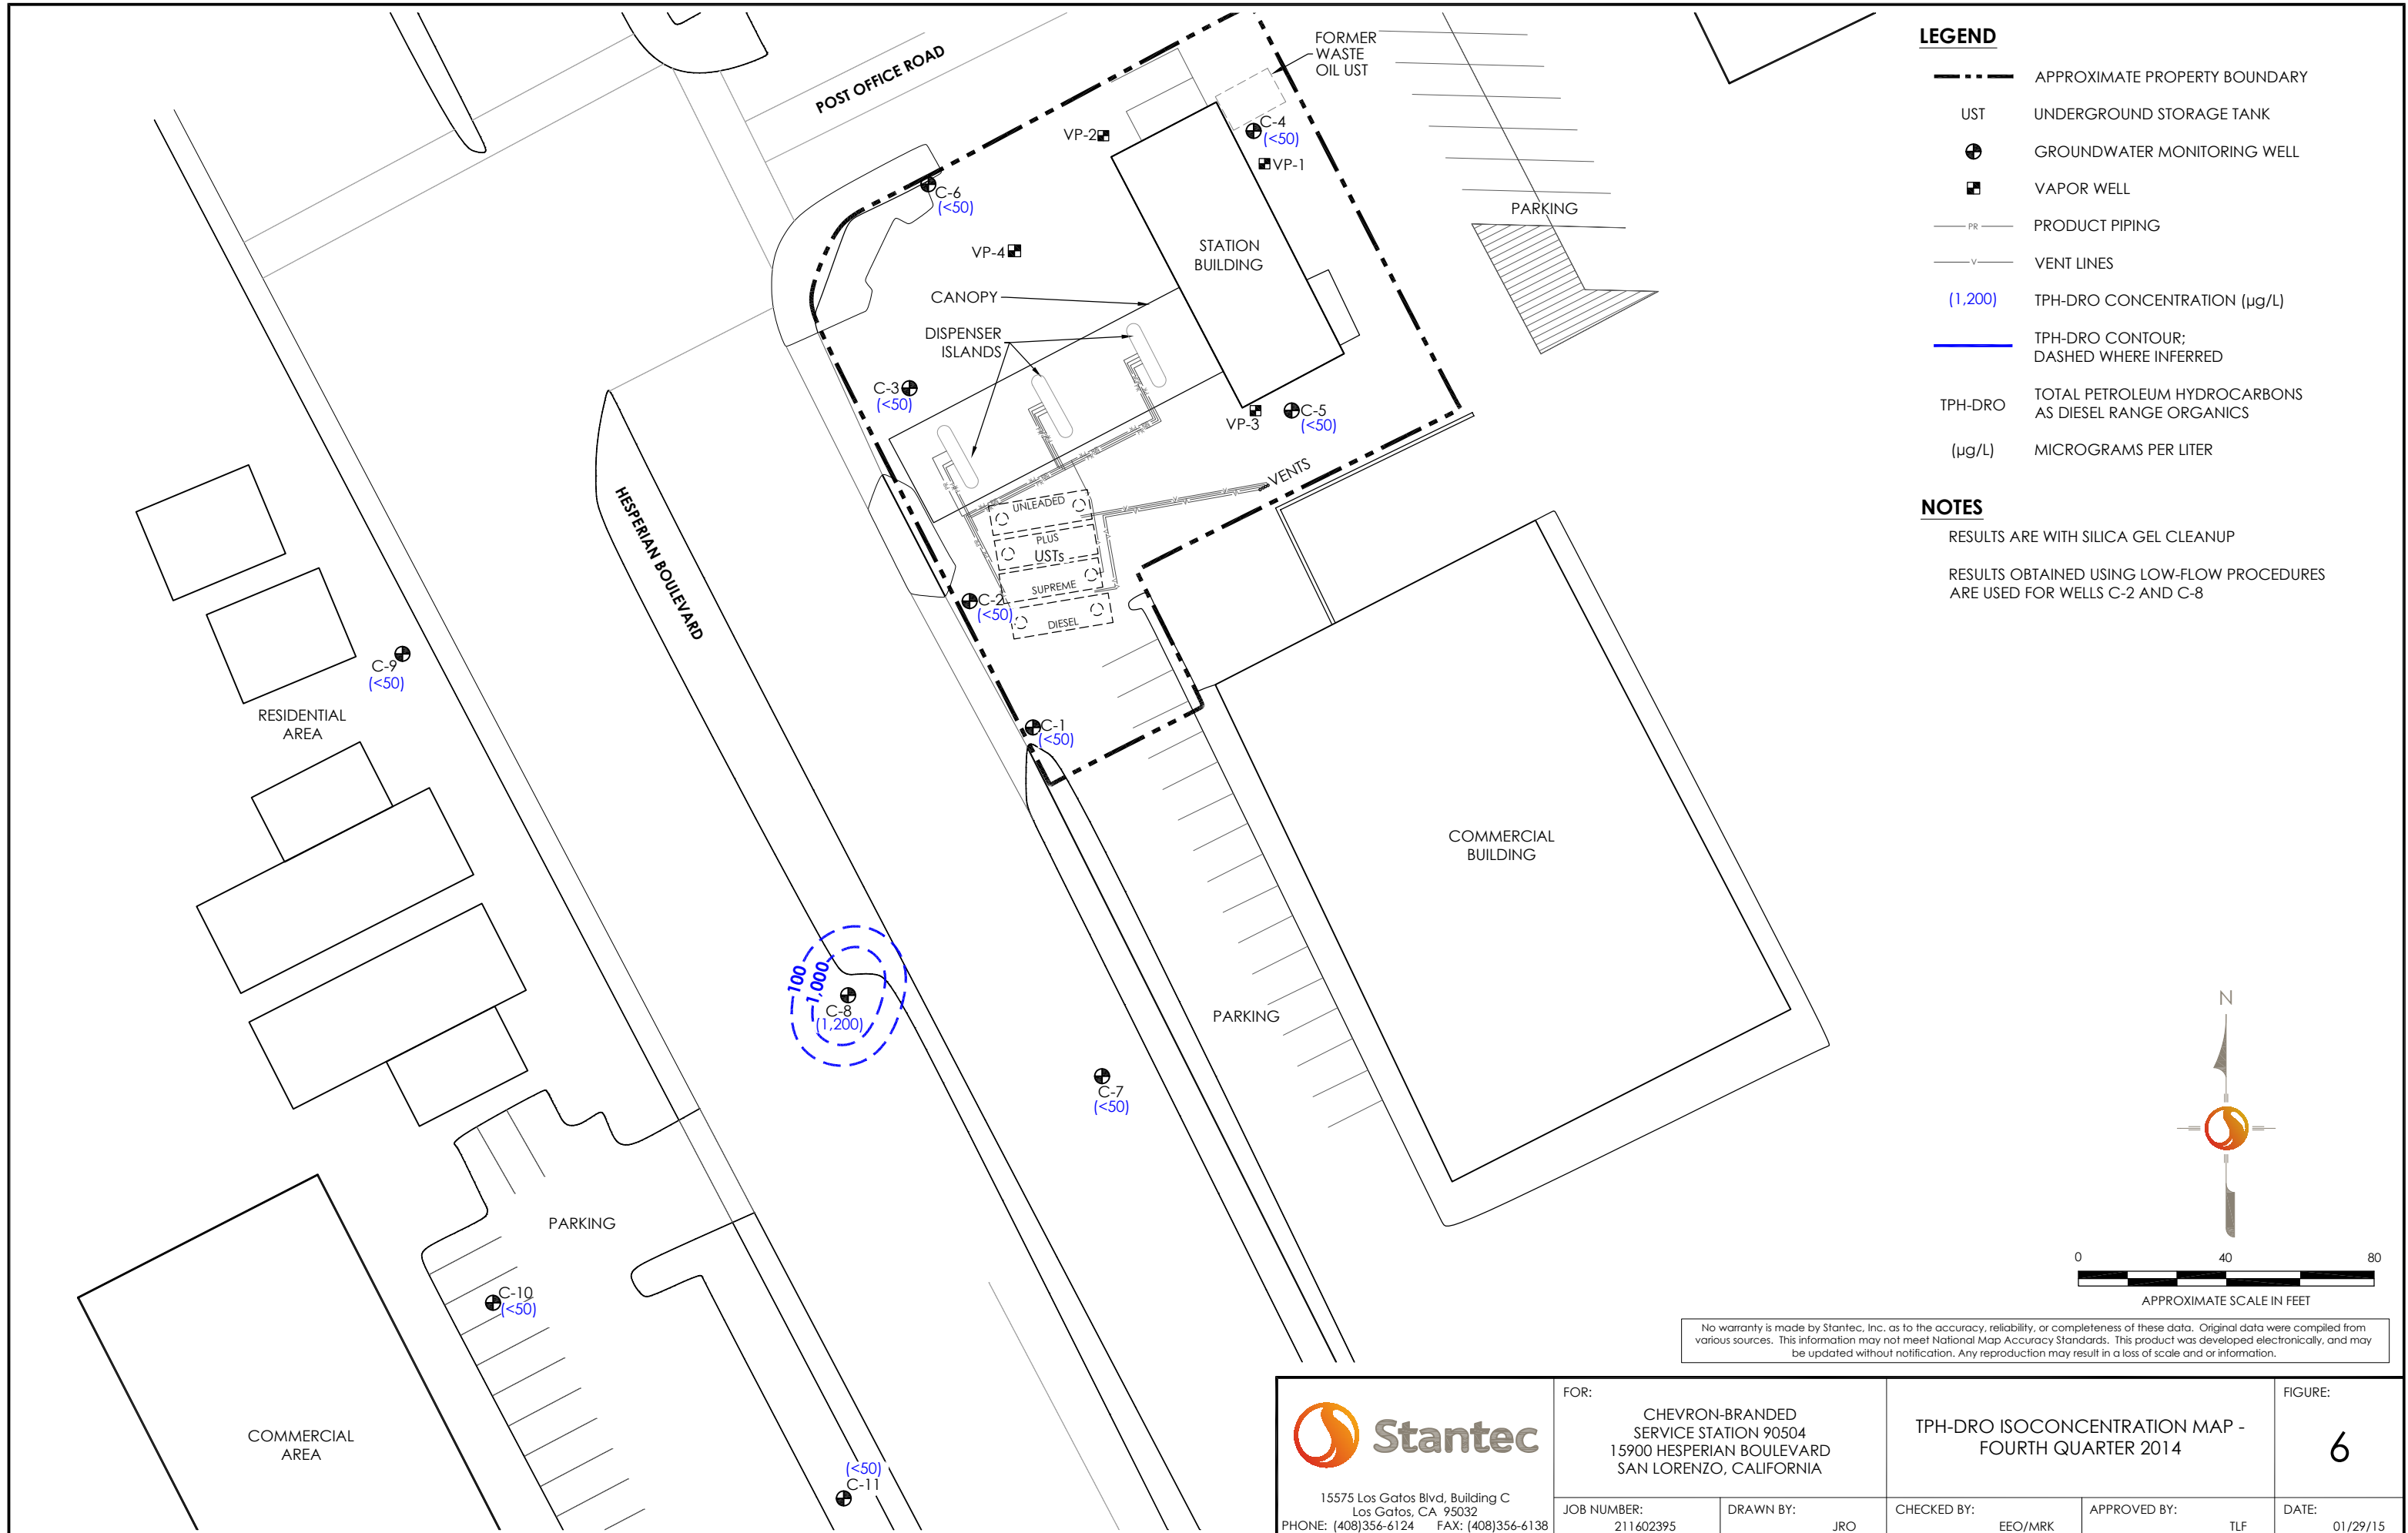 POST OFFICE ROAD
FORMER
WASTE
OIL UST
VP-2
C-4
(<50)
VP-1
C-6
(<50)
PARKING
VP-4
STATION
BUILDING
CANOPY
DISPENSER
ISLANDS
C-3
(<50)
VP-3
C-5
(<50)
VENTS
HESPERIAN BOULEVARD
UNLEADED
PLUS
USTs
SUPREME
DIESEL
C-2
(<50)
C-9
(<50)
RESIDENTIAL
AREA
C-1
(<50)
COMMERCIAL
BUILDING
100
1,000
C-8
(1,200)
PARKING
C-7
(<50)
PARKING
C-10
(<50)
COMMERCIAL
AREA
(<50)
C-11
LEGEND
APPROXIMATE PROPERTY BOUNDARY
UST UNDERGROUND STORAGE TANK
GROUNDWATER MONITORING WELL
VAPOR WELL
PR PRODUCT PIPING
V VENT LINES
(1,200) TPH-DRO CONCENTRATION (µg/L)
TPH-DRO CONTOUR;
DASHED WHERE INFERRED
TPH-DRO TOTAL PETROLEUM HYDROCARBONS
AS DIESEL RANGE ORGANICS
(µg/L) MICROGRAMS PER LITER
NOTES
RESULTS ARE WITH SILICA GEL CLEANUP
RESULTS OBTAINED USING LOW-FLOW PROCEDURES
ARE USED FOR WELLS C-2 AND C-8
N
0 40 80
APPROXIMATE SCALE IN FEET
No warranty is made by Stantec, Inc. as to the accuracy, reliability, or completeness of these data. Original data were compiled from
various sources. This information may not meet National Map Accuracy Standards. This product was developed electronically, and may
be updated without notification. Any reproduction may result in a loss of scale and or information.
Stantec
15575 Los Gatos Blvd, Building C
Los Gatos, CA 95032
PHONE: (408)356-6124 FAX: (408)356-6138
FOR:
CHEVRON-BRANDED
SERVICE STATION 90504
15900 HESPERIAN BOULEVARD
SAN LORENZO, CALIFORNIA
TPH-DRO ISOCONCENTRATION MAP -
FOURTH QUARTER 2014
FIGURE:
6
JOB NUMBER:
211602395
DRAWN BY:
JRO
CHECKED BY:
EEO/MRK
APPROVED BY:
TLF
DATE:
01/29/15